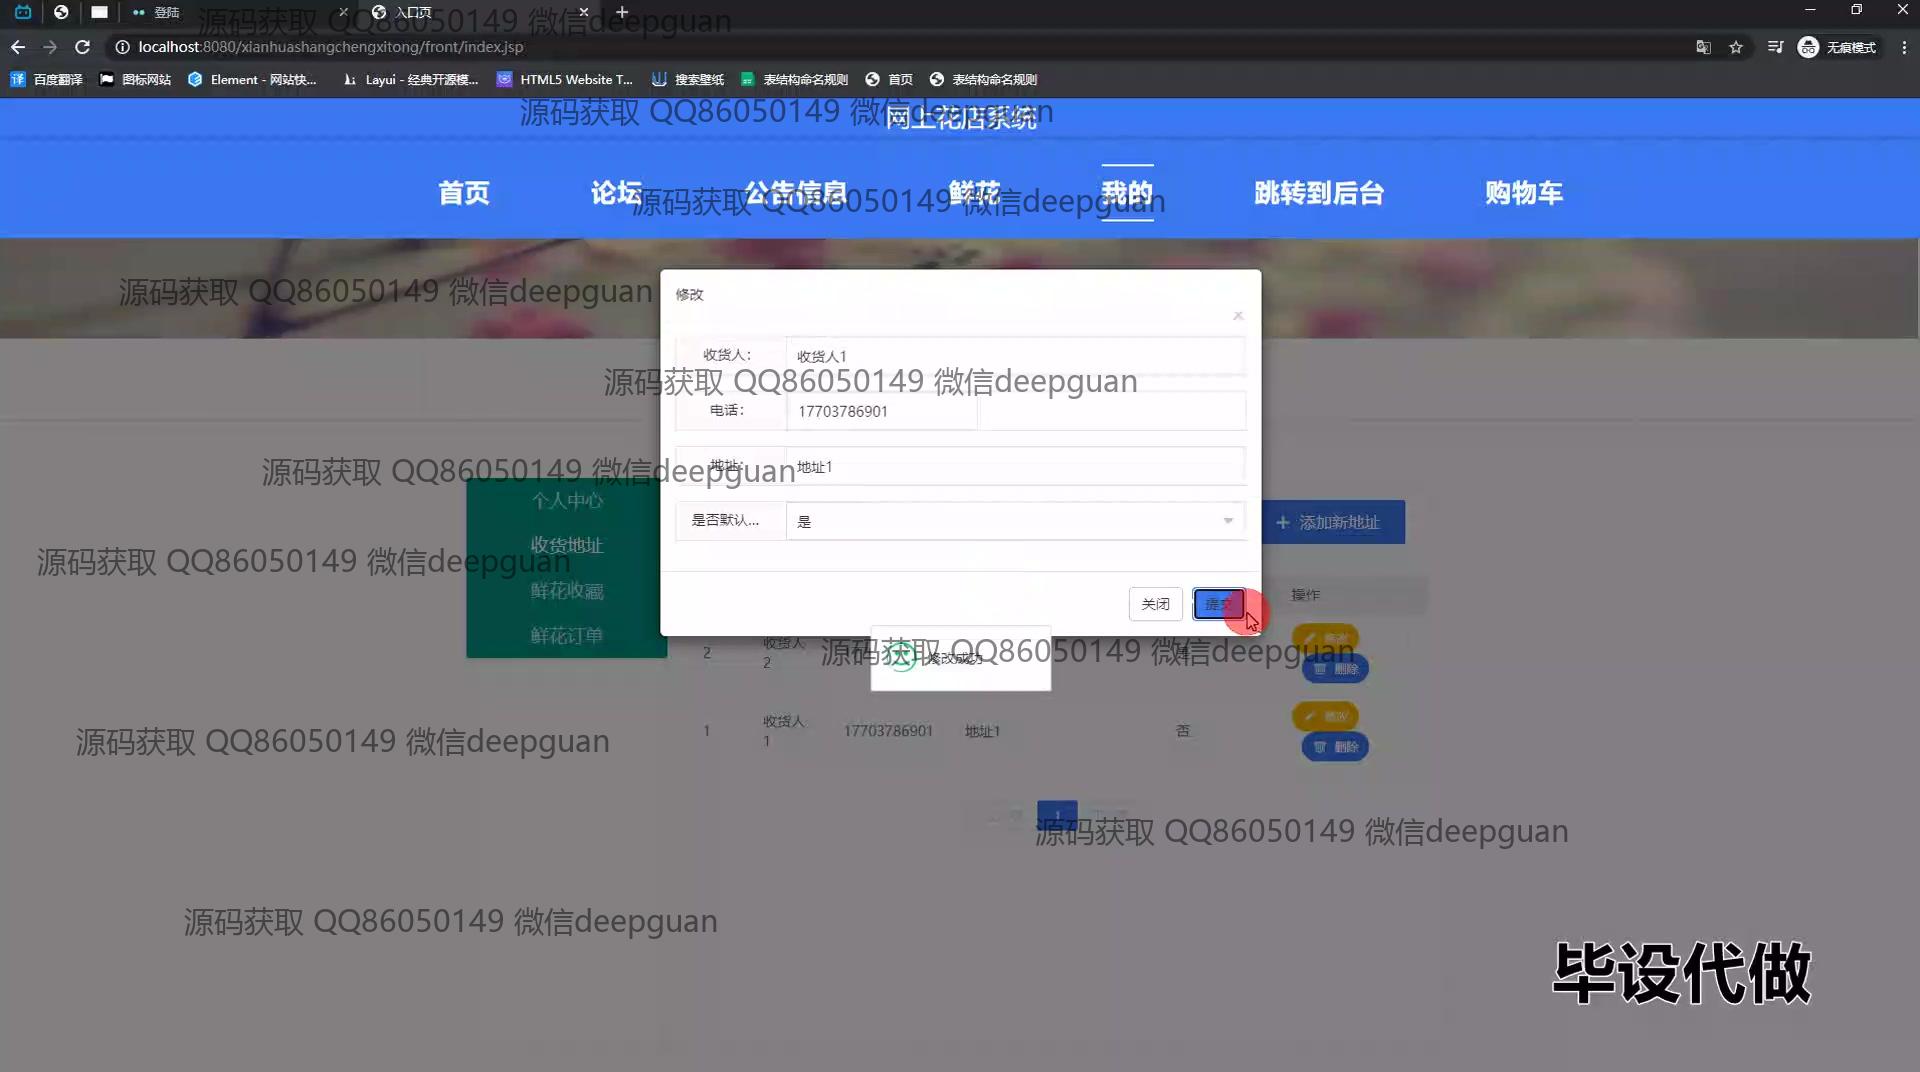 登陆
入口页
源码获取 QQ86050149 微信deepguan
localhost:8080/xianhuashangchengxitong/front/index.jsp
无痕模式
百度翻译
图标网站
Element - 网站快...
Layui - 经典开源模...
HTML5 Website T...
搜索壁纸
表结构命名规则
首页
表结构命名规则
源码获取 QQ86050149 微信deepguan
网上花店系统
首页
论坛
公告信息
鲜花
我的
跳转到后台
购物车
源码获取 QQ86050149 微信deepguan
源码获取 QQ86050149 微信deepguan
修改
收货人：
收货人1
源码获取 QQ86050149 微信deepguan
电话：
17703786901
源码获取 QQ86050149 微信deepguan
地址：
地址1
个人中心
是否默认...
是
添加新地址
收货地址
源码获取 QQ86050149 微信deepguan
鲜花收藏
关闭
提交
操作
鲜花订单
2
收货人
2
源码获取 QQ86050149 微信deepguan
修改成功
修改
删除
源码获取 QQ86050149 微信deepguan
1
收货人
1
17703786901
地址1
否
修改
删除
1
源码获取 QQ86050149 微信deepguan
源码获取 QQ86050149 微信deepguan
毕设代做